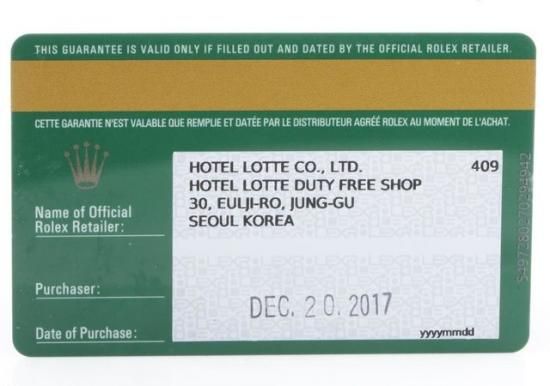 THIS GUARANTEE IS VALID ONLY IF FILLED OUT AND DATED BY THE OFFICIAL ROLEX RETAILER.
CETTE GARANTIE N'EST VALABLE QUE REMPLIE ET DATÉE PAR LE DISTRIBUTEUR AGRÉÉ ROLEX AU MOMENT DE L'ACHAT.
HOTEL LOTTE CO., LTD. 409
HOTEL LOTTE DUTY FREE SHOP
30, EULJI-RO, JUNG-GU
SEOUL KOREA
Name of Official
Rolex Retailer:
Purchaser:
DEC. 20. 2017
Date of Purchase:
yyyymmdd